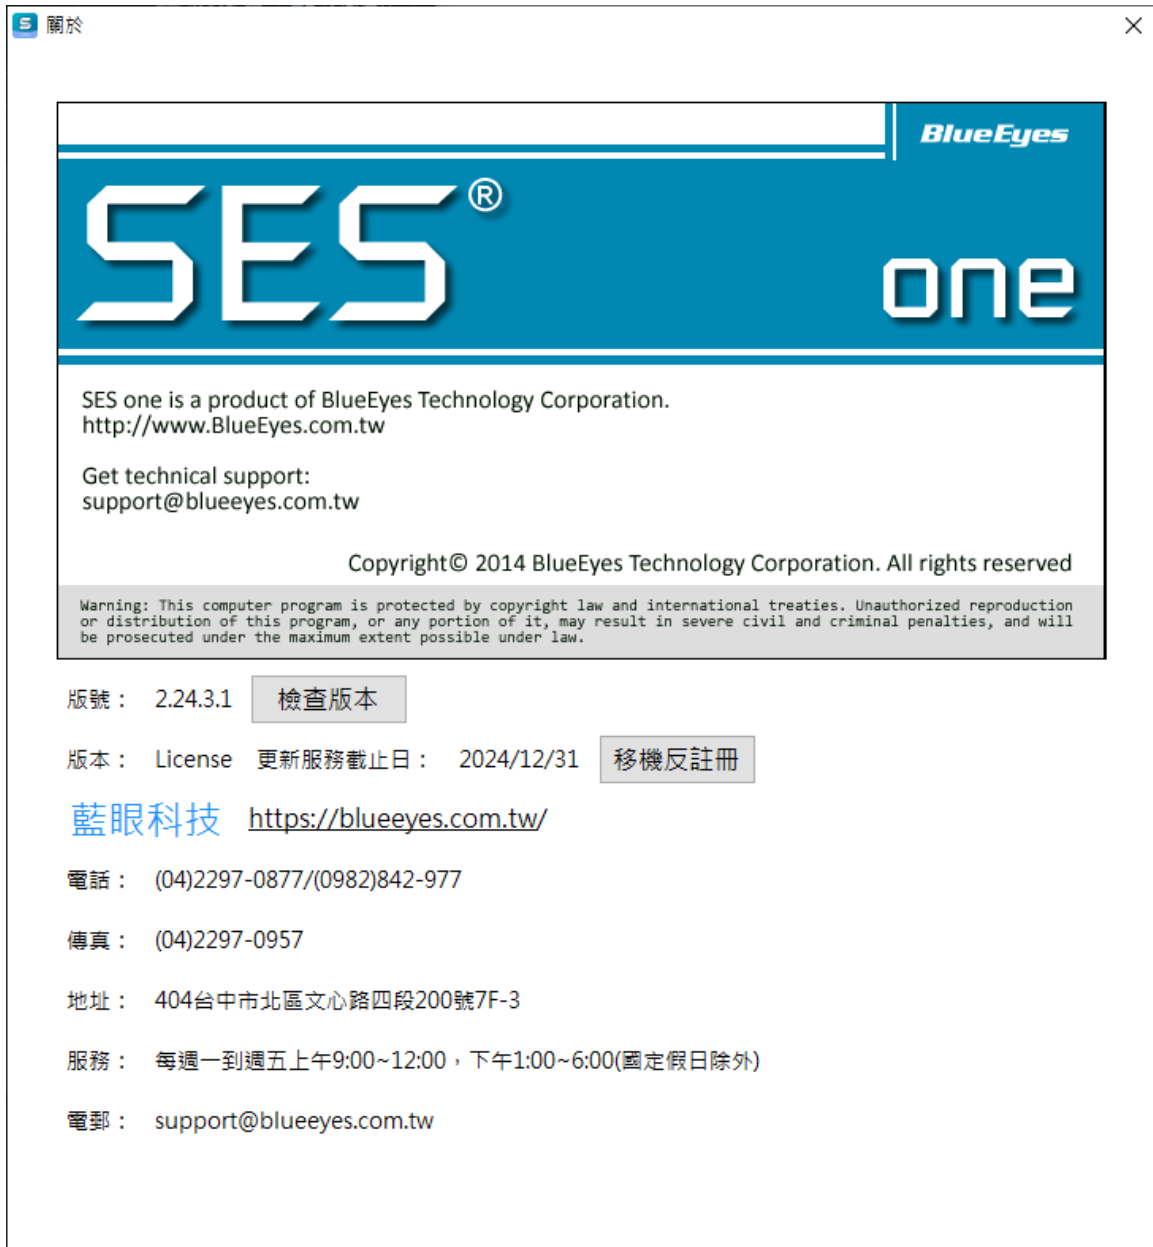 S 關於
BlueEyes
SES®
one
SES one is a product of BlueEyes Technology Corporation.
http://www.BlueEyes.com.tw
Get technical support:
support@blueeyes.com.tw
Copyright© 2014 BlueEyes Technology Corporation. All rights reserved
Warning: This computer program is protected by copyright law and international treaties. Unauthorized reproduction
or distribution of this program, or any portion of it, may result in severe civil and criminal penalties, and will
be prosecuted under the maximum extent possible under law.
版號： 2.24.3.1 檢查版本
版本： License 更新服務截止日： 2024/12/31 移機反註冊
藍眼科技 https://blueeyes.com.tw/
電話： (04)2297-0877/(0982)842-977
傳真： (04)2297-0957
地址： 404台中市北區文心路四段200號7F-3
服務： 每週一到週五上午9:00~12:00，下午1:00~6:00(國定假日除外)
電郵： support@blueeyes.com.tw